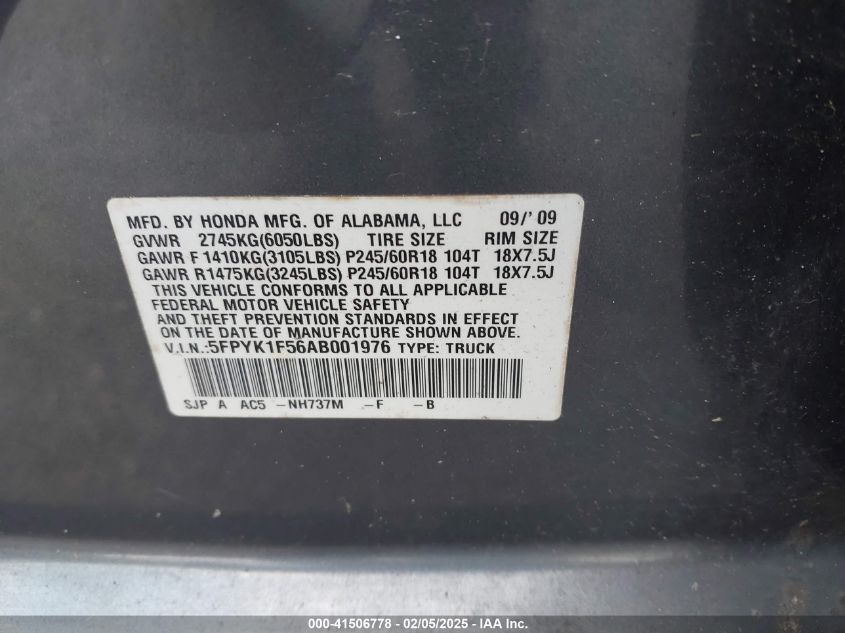 MFD. BY HONDA MFG. OF ALABAMA, LLC 09/'09
GVWR 2745KG(6050LBS) TIRE SIZE RIM SIZE
GAWR F 1410KG(3105LBS) P245/60R18 104T 18X7.5J
GAWR R1475KG(3245LBS) P245/60R18 104T 18X7.5J
THIS VEHICLE CONFORMS TO ALL APPLICABLE
FEDERAL MOTOR VEHICLE SAFETY
AND THEFT PREVENTION STANDARDS IN EFFECT
ON THE DATE OF MANUFACTURE SHOWN ABOVE.
V.I.N.:5FPYK1F56AB001976 TYPE: TRUCK
SJP A AC5 -NH737M -F -B
000-41506778 - 02/05/2025 - IAA Inc.